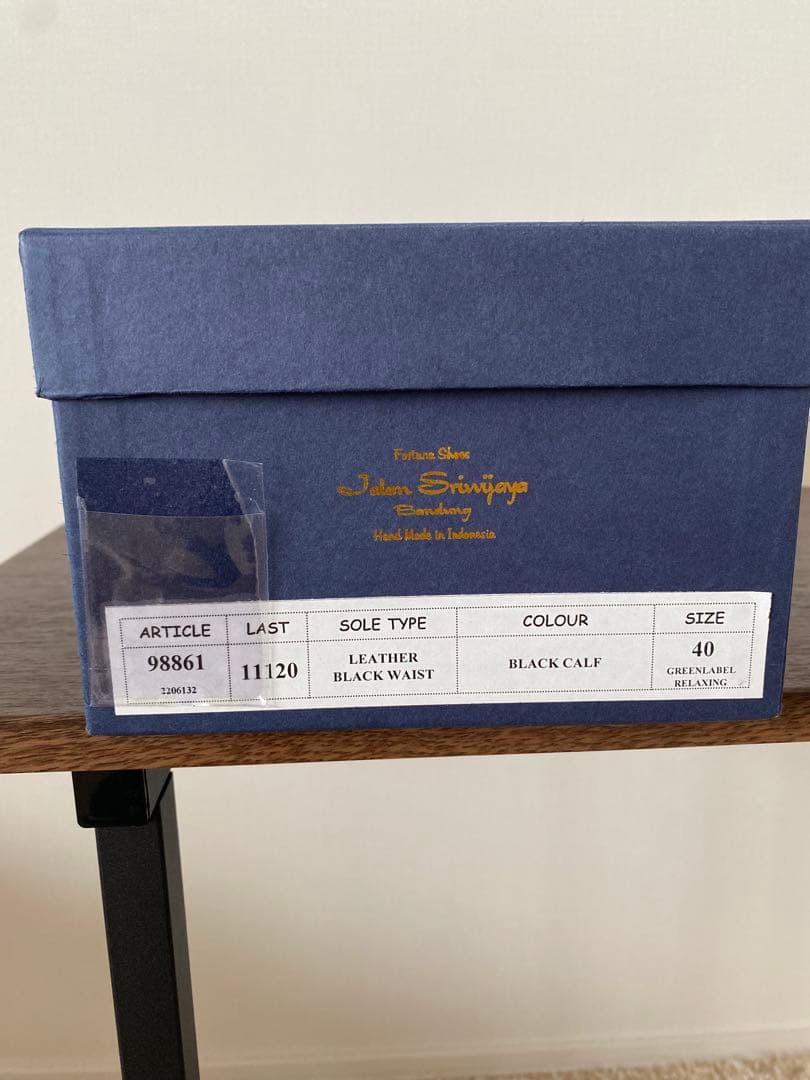 Fortuna Shoes
Jalan Sriwijaya
Bandung
Hand Made in Indonesia
ARTICLE LAST SOLE TYPE COLOUR SIZE
98861 11120 LEATHER BLACK CALF 40
2206132 BLACK WAIST GREENLABEL
RELAXING